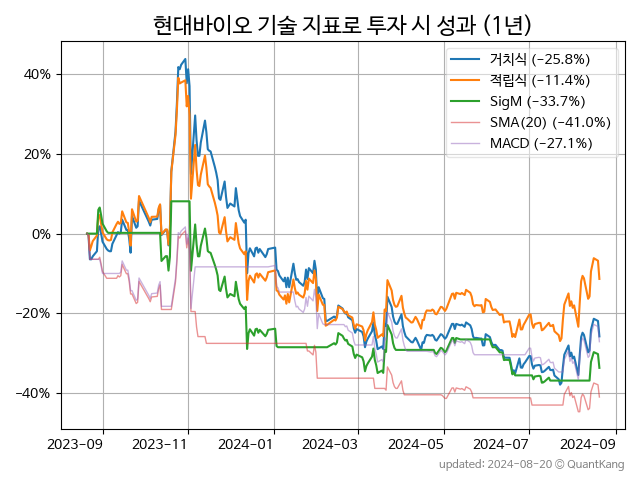 현대바이오 기술 지표로 투자 시 성과 (1년)
거치식 (−25.8%)
적립식 (−11.4%)
SigM (−33.7%)
SMA(20) (−41.0%)
MACD (−27.1%)
40%
20%
0%
−20%
−40%
2023−09
2023−11
2024−01
2024−03
2024−05
2024−07
2024−09
updated: 2024−08−20 ⓒ QuantKang